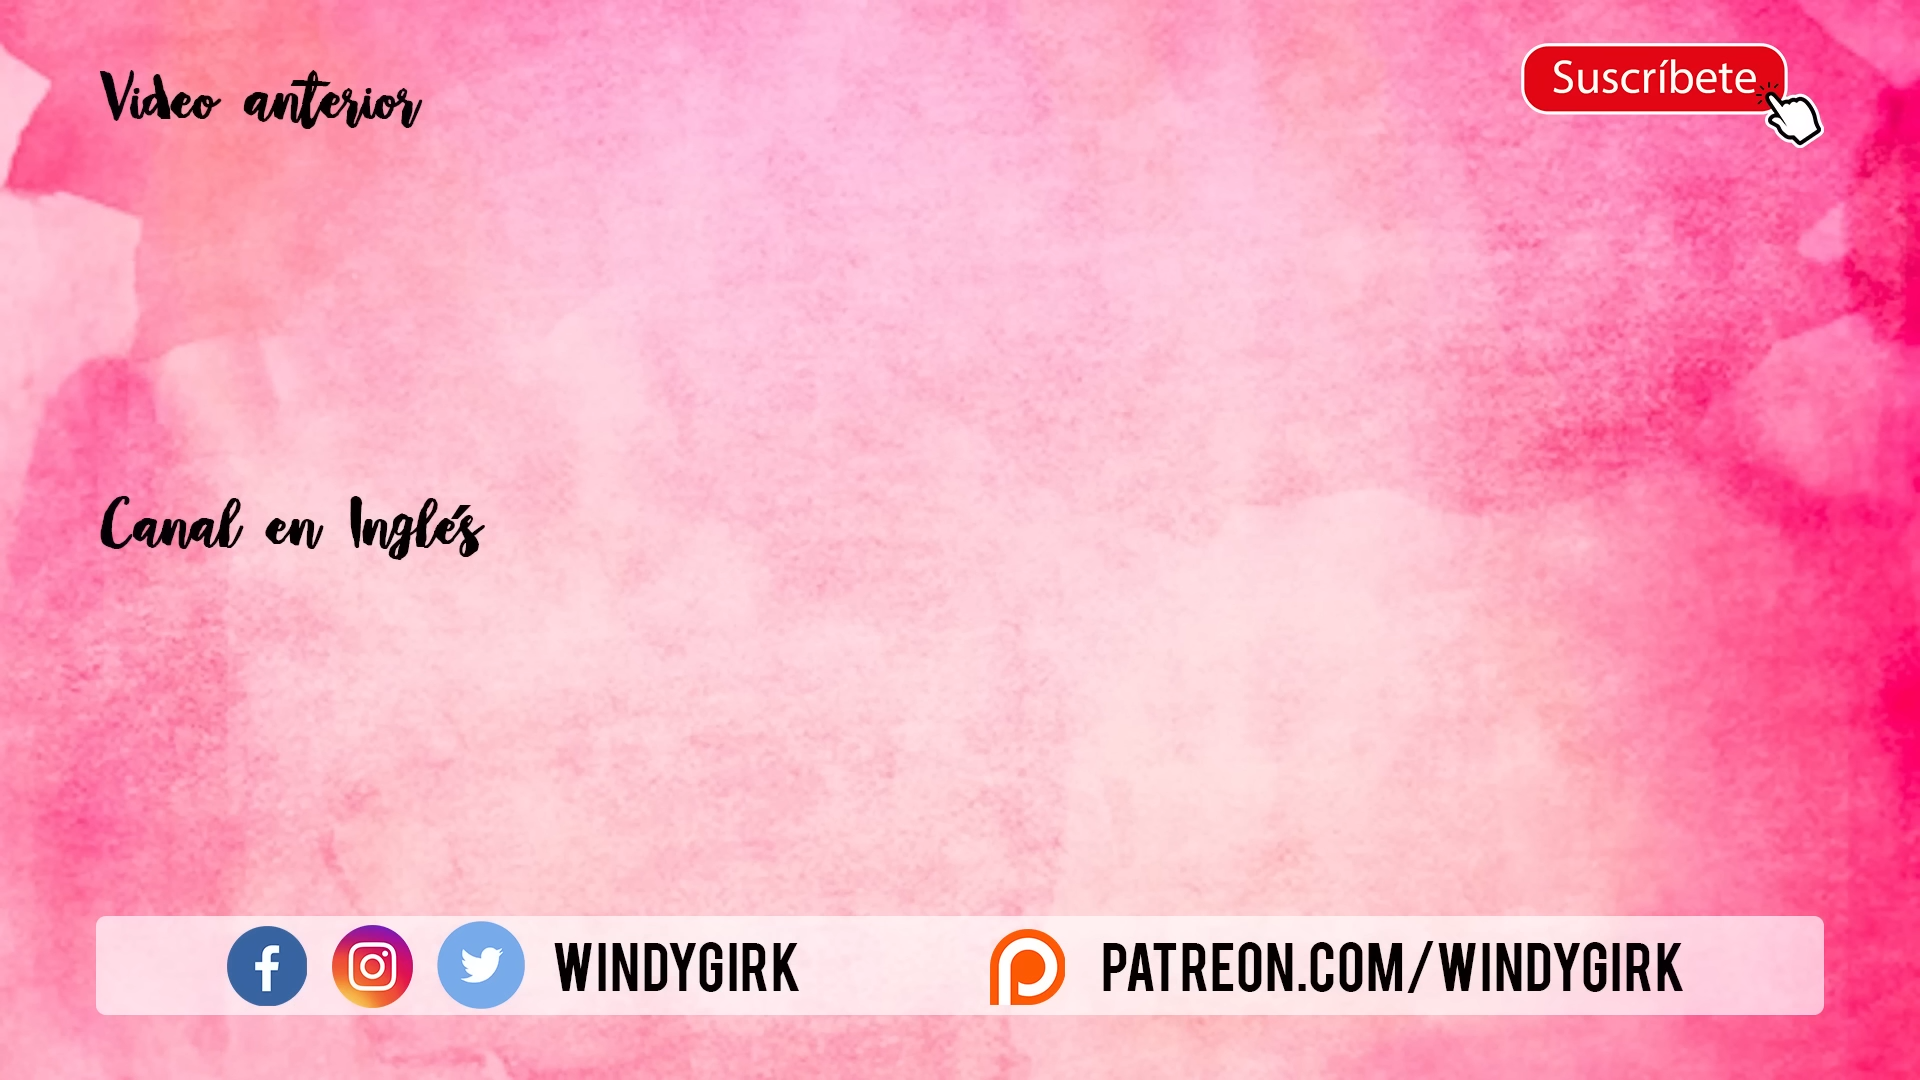 Video anterior
Suscríbete
Canal en Inglés
WINDYGIRK
PATREON.COM/WINDYGIRK